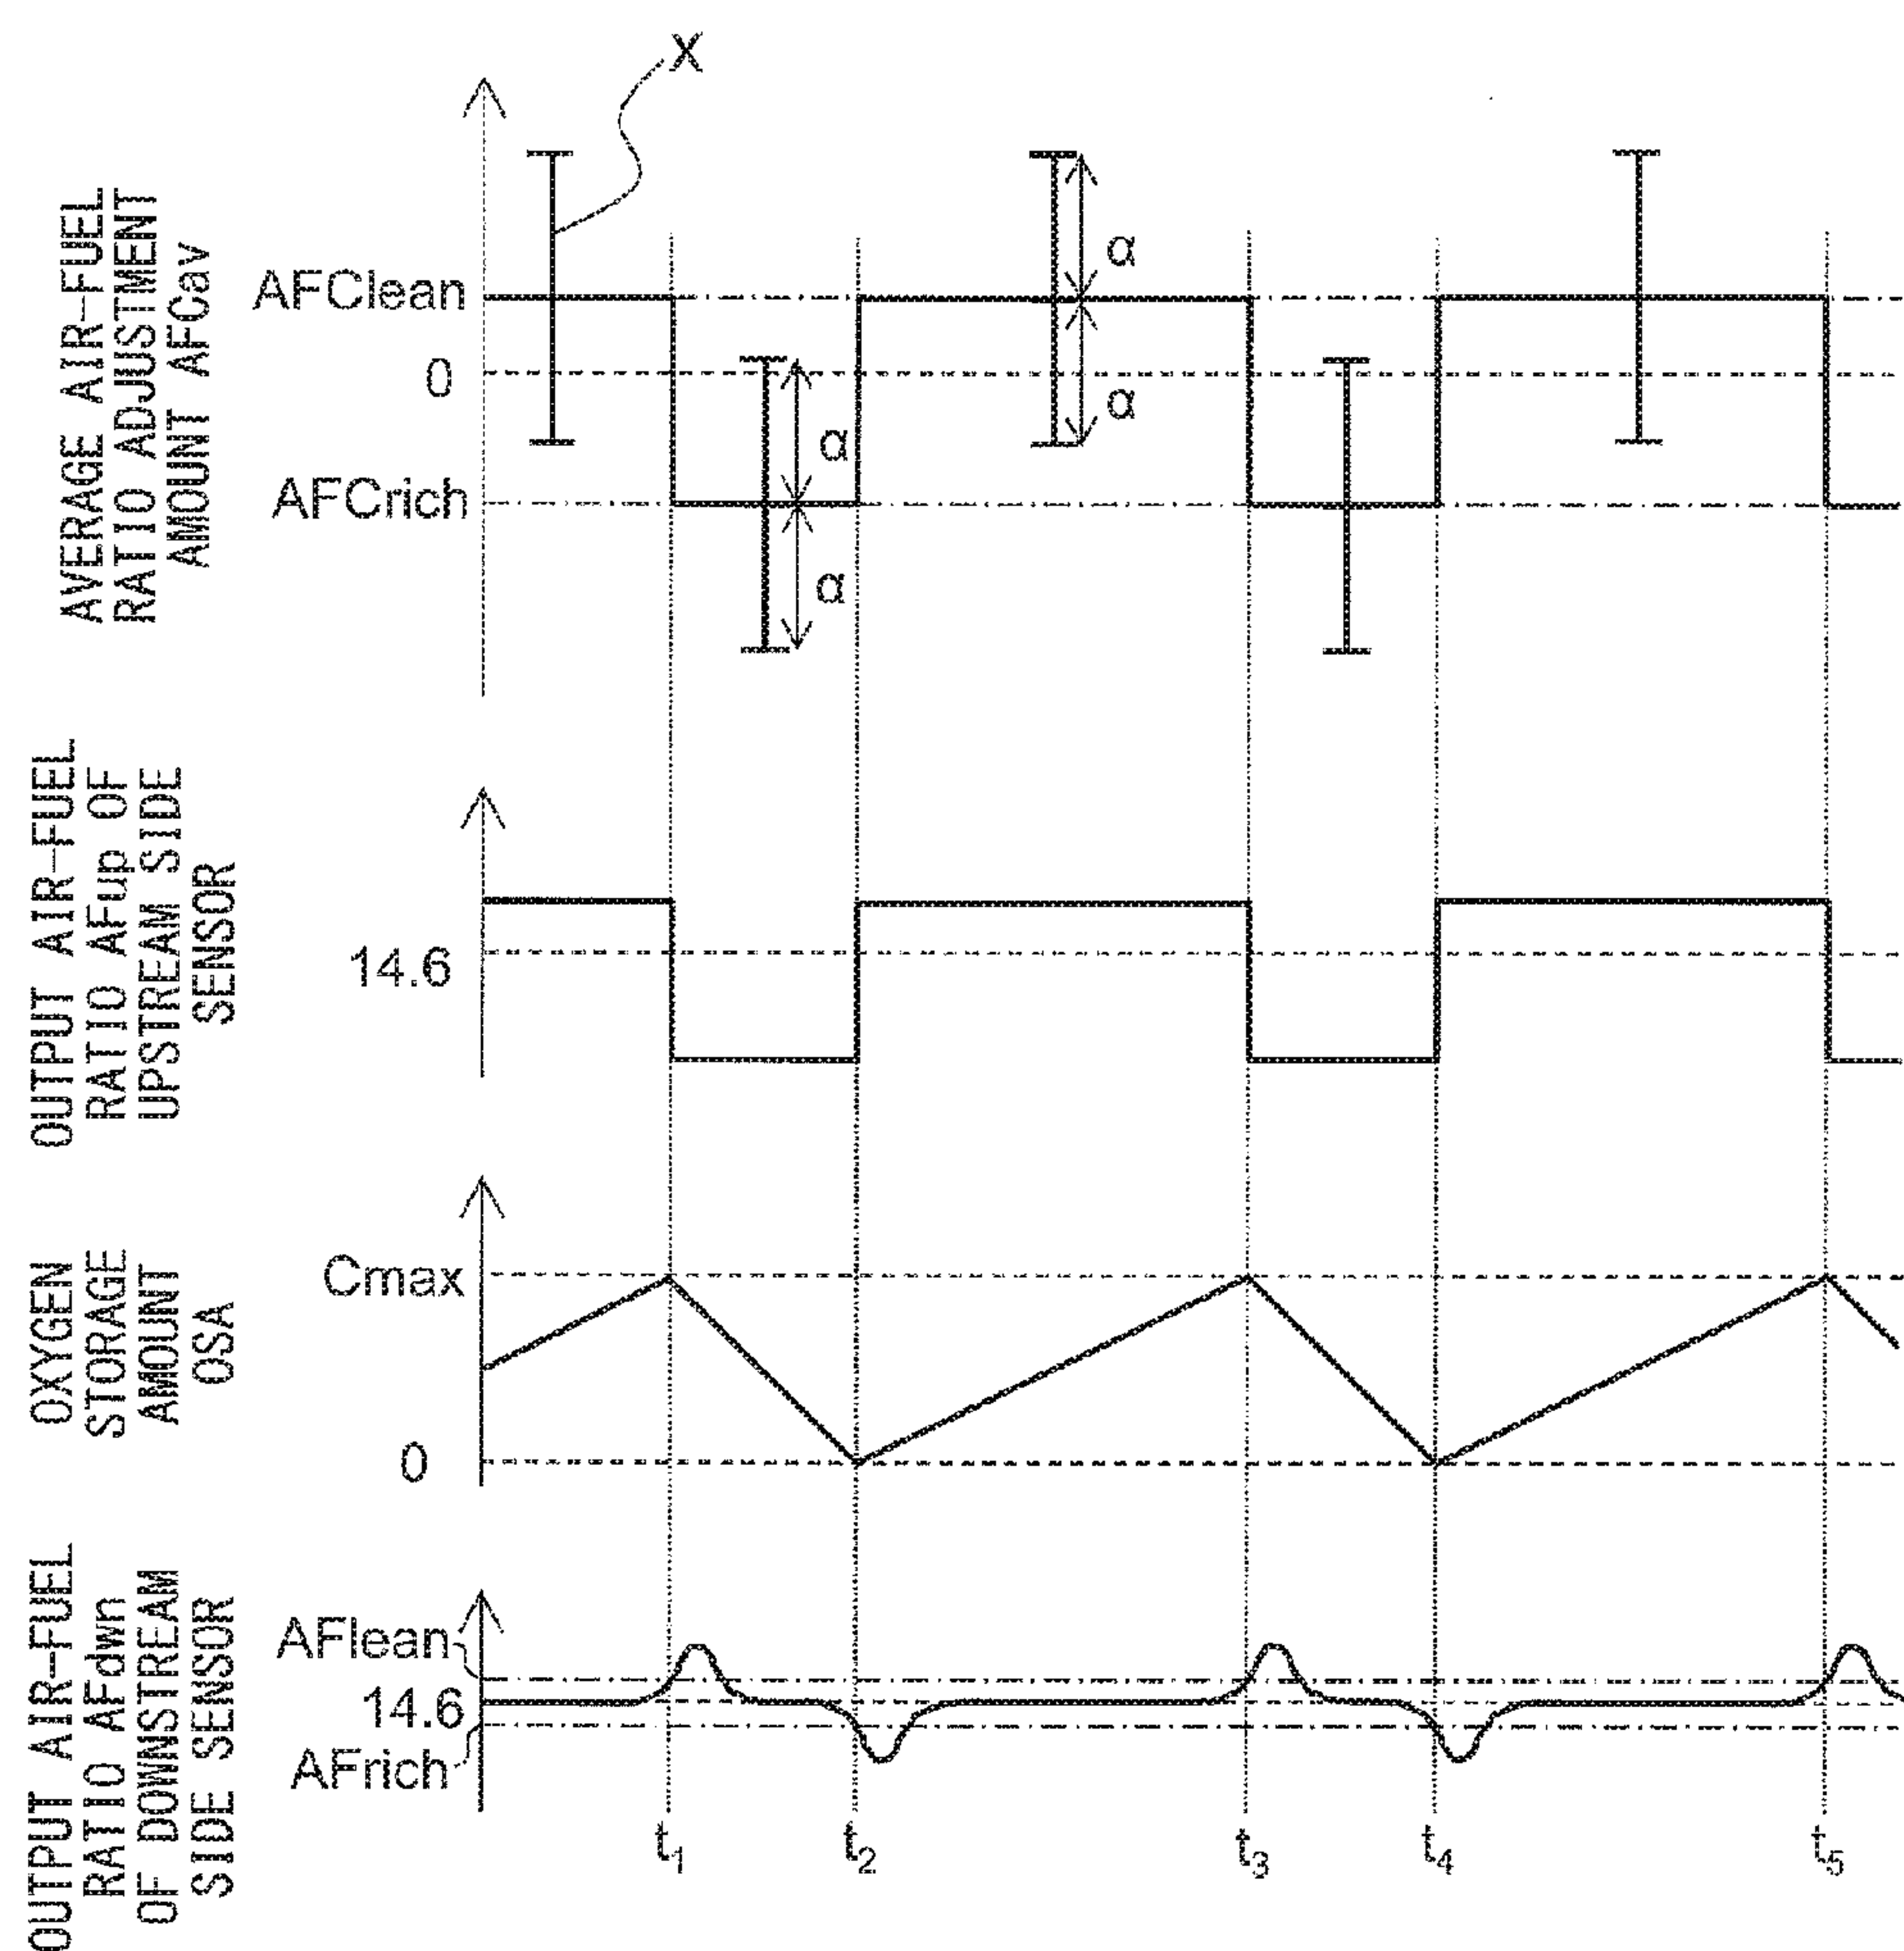 X
AVERAGE AIR-FUEL
RATIO ADJUSTMENT
AMOUNT AFCav
AFClean
0
AFCrich
α
α
α
α
OUTPUT AIR-FUEL
RATIO AFup OF
UPSTREAM SIDE
SENSOR
14.6
OXYGEN
STORAGE
AMOUNT
OSA
Cmax
0
OUTPUT AIR-FUEL
RATIO AFdwn
OF DOWNSTREAM
SIDE SENSOR
AFlean
14.6
AFrich
t1
t2
t3
t4
t5